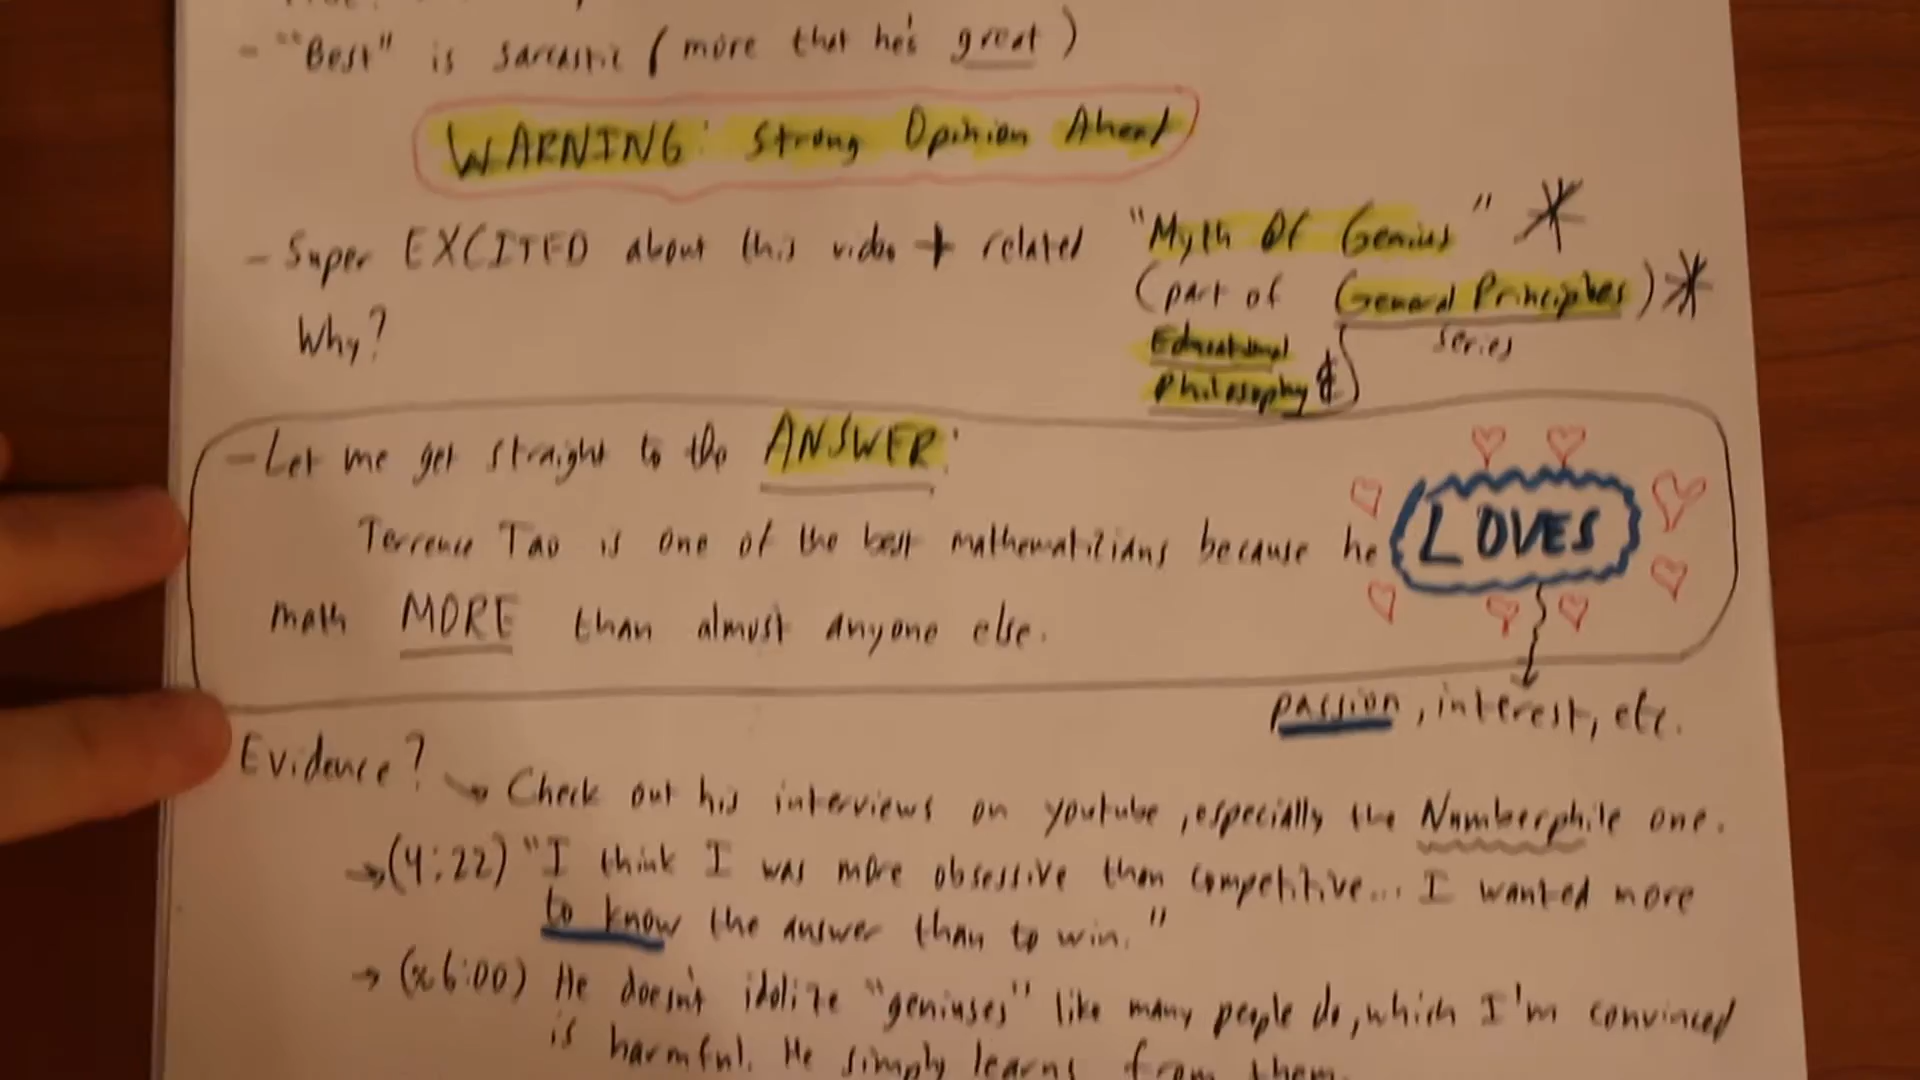 - "Best" is sarcastic (more that he's great)
WARNING: Strong Opinion Ahead
- Super EXCITED about this video + related "Myth Of Genius" *
(part of General Principles) *
Why?
Educational
series
Philosophy &
- Let me get straight to the ANSWER:
Terrence Tao is one of the best mathematicians because he LOVES
math MORE than almost anyone else.
passion, interest, etc.
Evidence?
→ Check out his interviews on youtube, especially the Numberphile one.
→ (4:22) "I think I was more obsessive than competitive... I wanted more
to know the answer than to win."
→ (≈6:00) He doesn't idolize "geniuses" like many people do, which I'm convinced
is harmful. He simply learns from them.